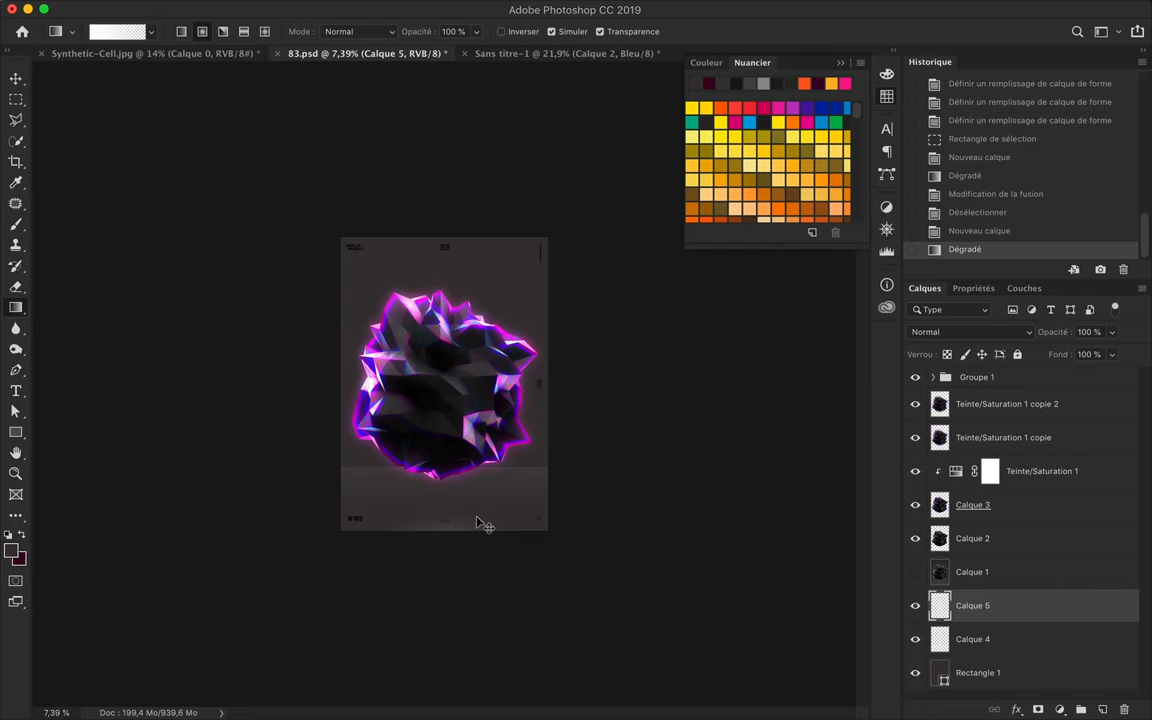 Adobe Photoshop CC 2019
Mode : Normal
Opacité : 100 %
Inverser
Simuler
Transparence
Synthetic-Cell.jpg @ 14% (Calque 0, RVB/8#) *
83.psd @ 7,39% (Calque 5, RVB/8) *
Sans titre-1 @ 21,9% (Calque 2, Bleu/8) *
Couleur
Nuancier
Historique
Définir un remplissage de calque de forme
Définir un remplissage de calque de forme
Définir un remplissage de calque de forme
Rectangle de sélection
Nouveau calque
Dégradé
Modification de la fusion
Désélectionner
Nouveau calque
Dégradé
Calques
Propriétés
Couches
Type
Normal
Opacité : 100 %
Verrou :
Fond : 100 %
Groupe 1
Teinte/Saturation 1 copie 2
Teinte/Saturation 1 copie
Teinte/Saturation 1
Calque 3
Calque 2
Calque 1
Calque 5
Calque 4
Rectangle 1
N°83
7,39 %
Doc : 199,4 Mo/939,6 Mo